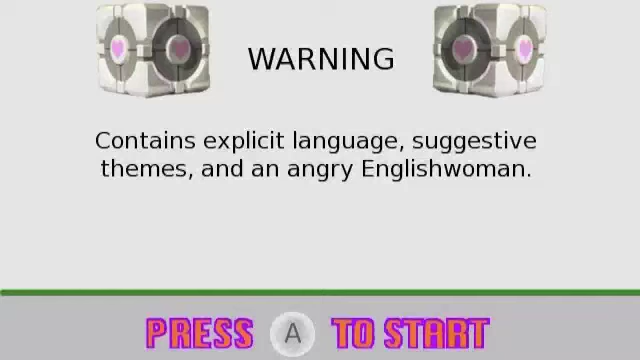 WARNING
Contains explicit language, suggestive
themes, and an angry Englishwoman.
PRESS A TO START